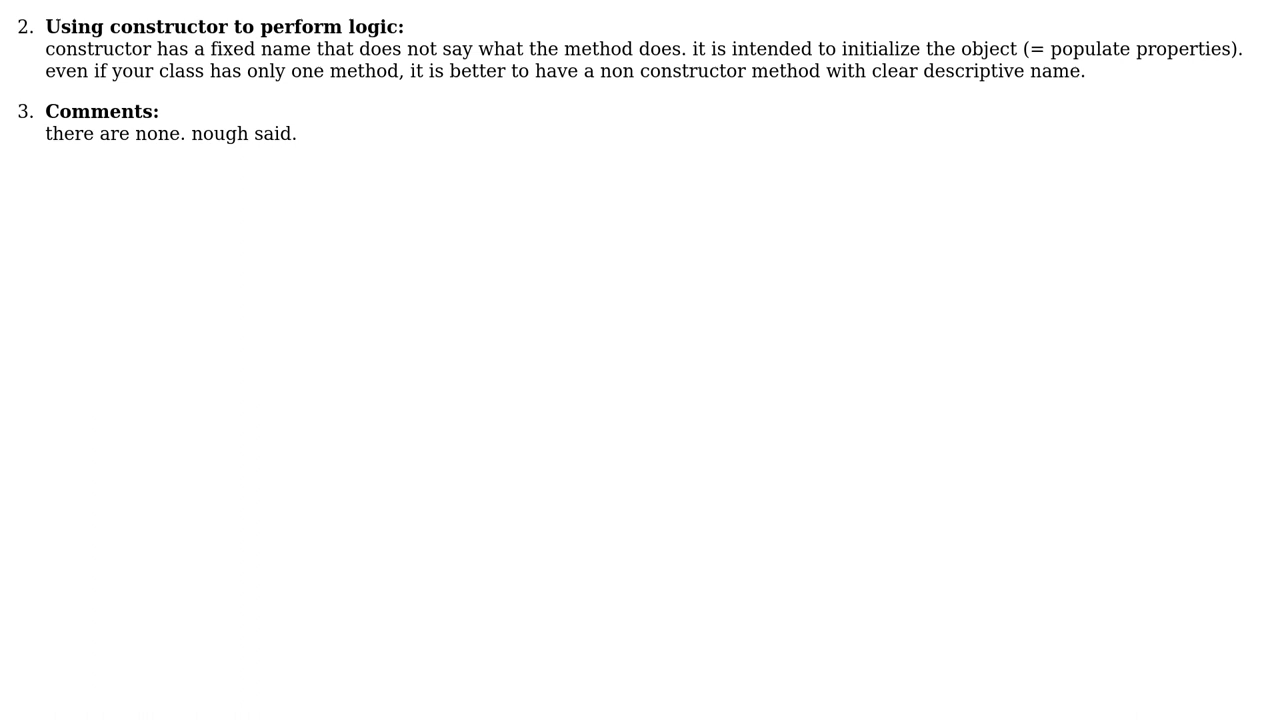 2. Using constructor to perform logic:
constructor has a fixed name that does not say what the method does. it is intended to initialize the object (= populate properties).
even if your class has only one method, it is better to have a non constructor method with clear descriptive name.
3. Comments:
there are none. nough said.